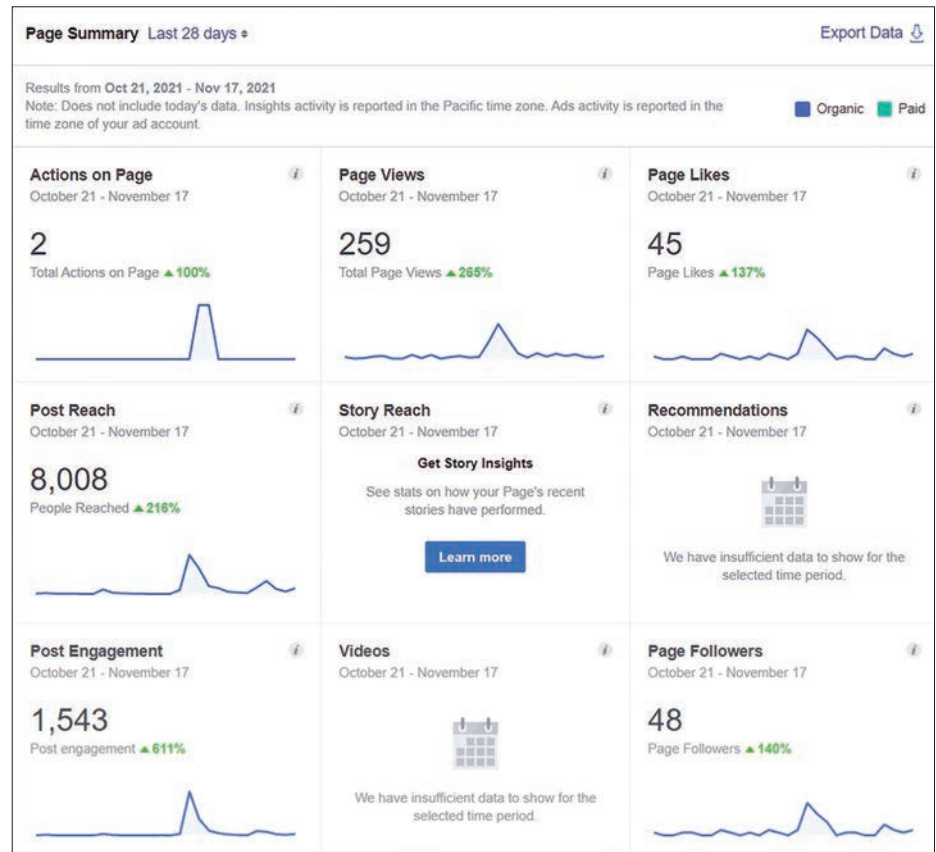 Page Summary Last 28 days
Export Data
Results from Oct 21, 2021 - Nov 17, 2021
Note: Does not include today's data. Insights activity is reported in the Pacific time zone. Ads activity is reported in the
time zone of your ad account.
Organic Paid
Actions on Page
October 21 - November 17
2
Total Actions on Page ▲100%
Page Views
October 21 - November 17
259
Total Page Views ▲265%
Page Likes
October 21 - November 17
45
Page Likes ▲137%
Post Reach
October 21 - November 17
8,008
People Reached ▲216%
Story Reach
October 21 - November 17
Get Story Insights
See stats on how your Page's recent
stories have performed.
Learn more
Recommendations
October 21 - November 17
We have insufficient data to show for the
selected time period.
Post Engagement
October 21 - November 17
1,543
Post engagement ▲611%
Videos
October 21 - November 17
We have insufficient data to show for the
selected time period.
Page Followers
October 21 - November 17
48
Page Followers ▲140%